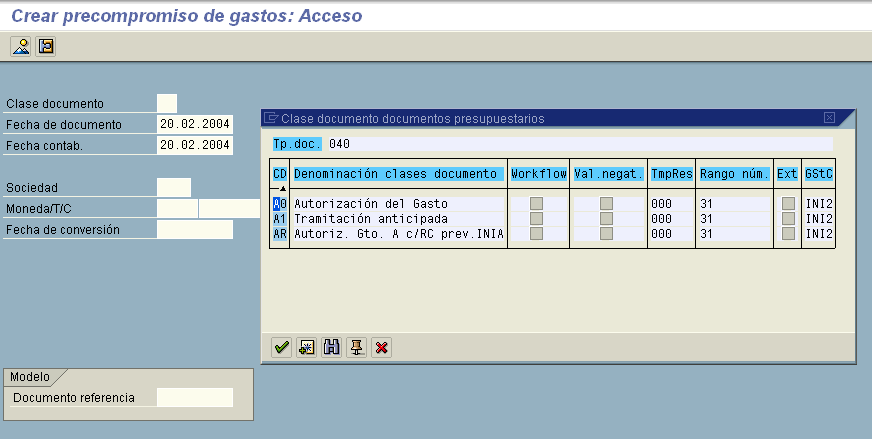 Crear precompromiso de gastos: Acceso
Clase documento
Fecha de documento 20.02.2004
Fecha contab. 20.02.2004
Sociedad
Moneda/T/C
Fecha de conversión
Clase documento documentos presupuestarios
Tp.doc. 040
CD Denominación clases documento Workflow Val.negat. TmpRes Rango núm. Ext GStC
A0 Autorización del Gasto 000 31 INI2
A1 Tramitación anticipada 000 31 INI2
AR Autoriz. Gto. A c/RC prev.INIA 000 31 INI2
Modelo
Documento referencia